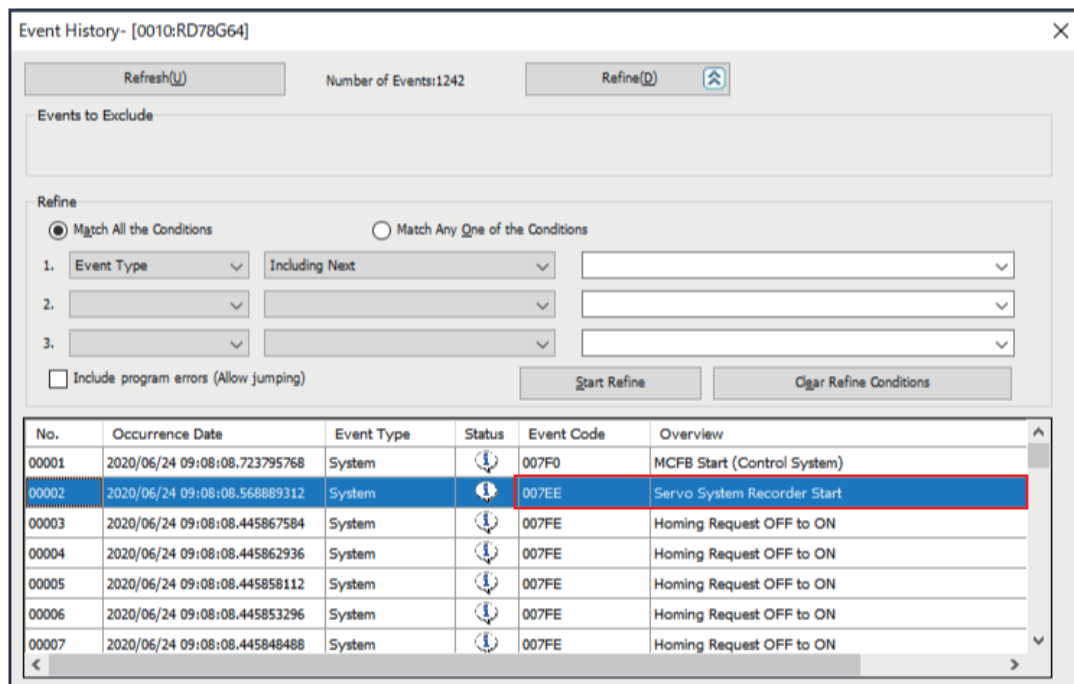 Event History- [0010:RD78G64]
Refresh(U) Number of Events:1242 Refine(D)
Events to Exclude
Refine
Match All the Conditions Match Any One of the Conditions
1. Event Type Including Next
2.
3.
Include program errors (Allow jumping) Start Refine Clear Refine Conditions
No. Occurrence Date Event Type Status Event Code Overview
00001 2020/06/24 09:08:08.723795768 System i 007F0 MCFB Start (Control System)
00002 2020/06/24 09:08:08.568889312 System i 007EE Servo System Recorder Start
00003 2020/06/24 09:08:08.445867584 System i 007FE Homing Request OFF to ON
00004 2020/06/24 09:08:08.445862936 System i 007FE Homing Request OFF to ON
00005 2020/06/24 09:08:08.445858112 System i 007FE Homing Request OFF to ON
00006 2020/06/24 09:08:08.445853296 System i 007FE Homing Request OFF to ON
00007 2020/06/24 09:08:08.445848488 System i 007FE Homing Request OFF to ON